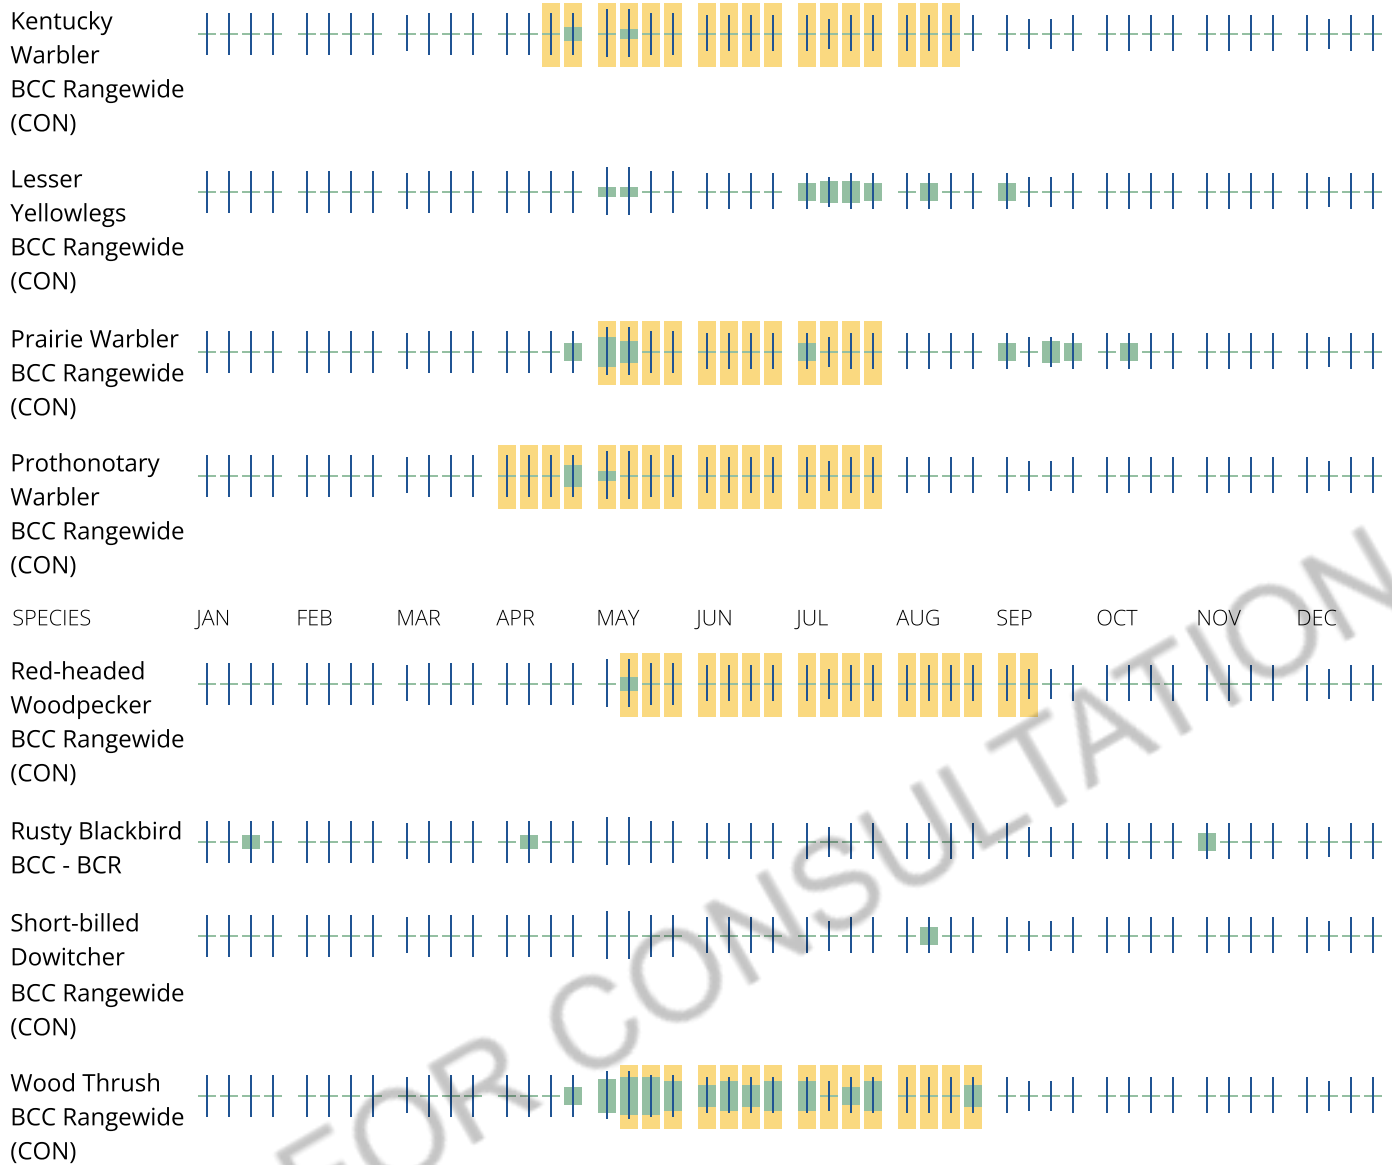 Kentucky
Warbler
BCC Rangewide
(CON)
Lesser
Yellowlegs
BCC Rangewide
(CON)
Prairie Warbler
BCC Rangewide
(CON)
Prothonotary
Warbler
BCC Rangewide
(CON)
SPECIES JAN FEB MAR APR MAY JUN JUL AUG SEP OCT NOV DEC
Red-headed
Woodpecker
BCC Rangewide
(CON)
Rusty Blackbird
BCC - BCR
Short-billed
Dowitcher
BCC Rangewide
(CON)
Wood Thrush
BCC Rangewide
(CON)
FOR CONSULTATION